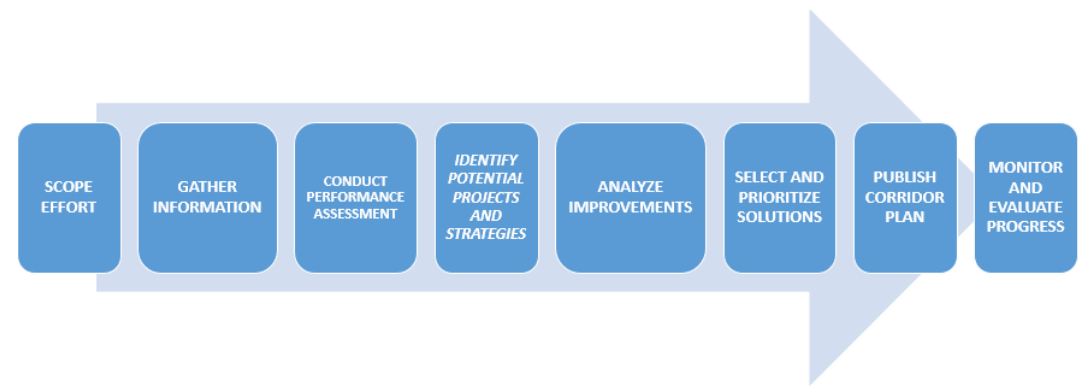 SCOPE
EFFORT
GATHER
INFORMATION
CONDUCT
PERFORMANCE
ASSESSMENT
IDENTIFY
POTENTIAL
PROJECTS
AND
STRATEGIES
ANALYZE
IMPROVEMENTS
SELECT AND
PRIORITIZE
SOLUTIONS
PUBLISH
CORRIDOR
PLAN
MONITOR
AND
EVALUATE
PROGRESS